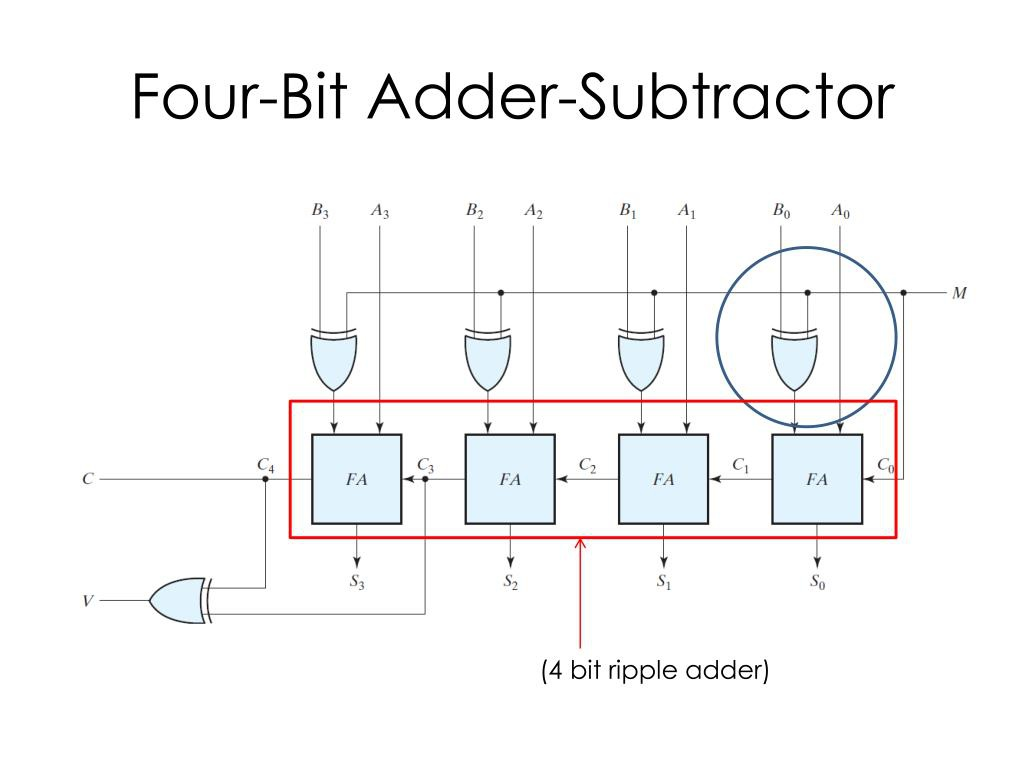 Four-Bit Adder-Subtractor
B3 A3 B2 A2 B1 A1 B0 A0
M
C C4 FA C3 FA C2 FA C1 FA C0
S3 S2 S1 S0
V
(4 bit ripple adder)